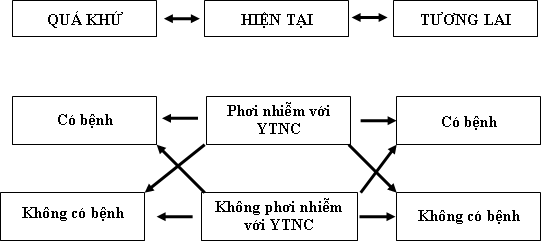 QUÁ KHỨ
HIỆN TẠI
TƯƠNG LAI
Có bệnh
Phơi nhiễm với
YTNC
Có bệnh
Không có bệnh
Không phơi nhiễm
với YTNC
Không có bệnh